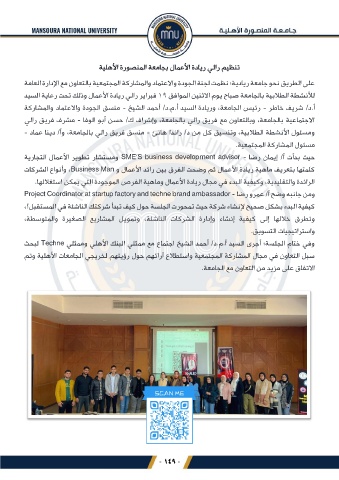 MANSOURA NATIONAL UNIVERSITY
جـامـعـة المنصـورة الأهـلـيـة
MNU
تنظيم رالي ريادة الأعمال بجامعة المنصورة الأهلية
على الطريق نحو جامعة ريادية؛ نظمت لجنة الجودة والاعتماد والمشاركة المجتمعية بالتعاون مع الإدارة العامة
للأنشطة الطلابية بالجامعة صباح يوم الاثنين الموافق ١٩ فبراير رالي ريادة الأعمال وذلك تحت رعاية السيد
أ.د/ شريف خاطر - رئيس الجامعة، وريادة السيد أ.م.د/ أحمد الشيخ - منسق الجودة والاعتماد والمشاركة
الاجتماعية بالجامعة، وبالتعاون مع فريق رالي بالجامعة، وإشراف ك/ حسن أبو الوفا - مشرف فريق رالي
ومسئول الأنشطة الطلابية، وتنسيق كل من د/ راندا هاني - منسق فريق رالي بالجامعة، وأ/ دينا عماد -
مسئول المشاركة المجتمعية.
حيث بدأت أ/ إيمان رضا - SME'S business development advisor ومستشار تطوير الأعمال التجارية
كلمتها بتعريف ماهية ريادة الأعمال ثم وضحت الفرق بين رائد الأعمال و Business Man، وأنواع الشركات
الرائدة والتقليدية، وكيفية البدء في مجال ريادة الأعمال وماهية الفرص الموجودة التي يمكن استغلالها.
ومن جانبه وضح أ/ عمرو رضا - Project Coordinator at startup factory and techne brand ambassador
كيفية البدء بشكل صحيح لإنشاء شركة حيث تمحورت الجلسة حول كيف تبدأ شركتك الناشئة في المستقبل؟،
وتطرق خلالها إلى كيفية إنشاء وإدارة الشركات الناشئة، وتمويل المشاريع الصغيرة والمتوسطة،
واستراتيجيات التسويق.
وفي ختام الجلسة؛ أجرى السيد أ.م.د/ أحمد الشيخ اجتماع مع ممثلي البنك الأهلي وممثلي Techne لبحث
سبل التعاون في مجال المشاركة المجتمعية واستطلاع آرائهم حول رؤيتهم لخريجي الجامعات الأهلية وتم
الاتفاق على مزيد من التعاون مع الجامعة.
SCAN ME
- ١٤٩ -